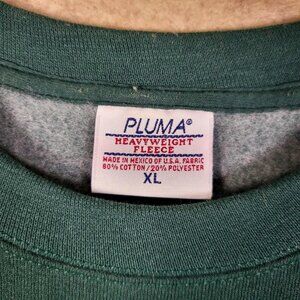 PLUMA®
HEAVYWEIGHT
FLEECE
MADE IN MEXICO OF U.S.A. FABRIC
80% COTTON/20% POLYESTER
XL